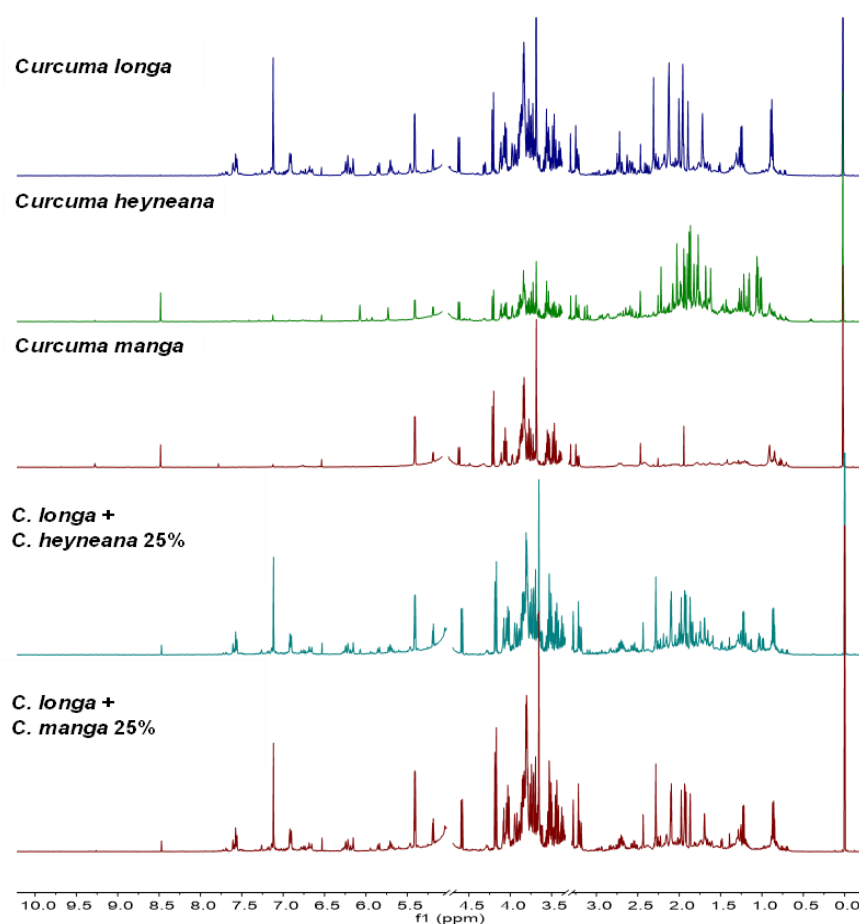 Curcuma longa
Curcuma heyneana
Curcuma manga
C. longa +
C. heyneana 25%
C. longa +
C. manga 25%
10.0 9.5 9.0 8.5 8.0 7.5 7.0 6.5 6.0 5.5 4.5 4.0 3.5 3.0 2.5 2.0 1.5 1.0 0.5 0.0
f1 (ppm)